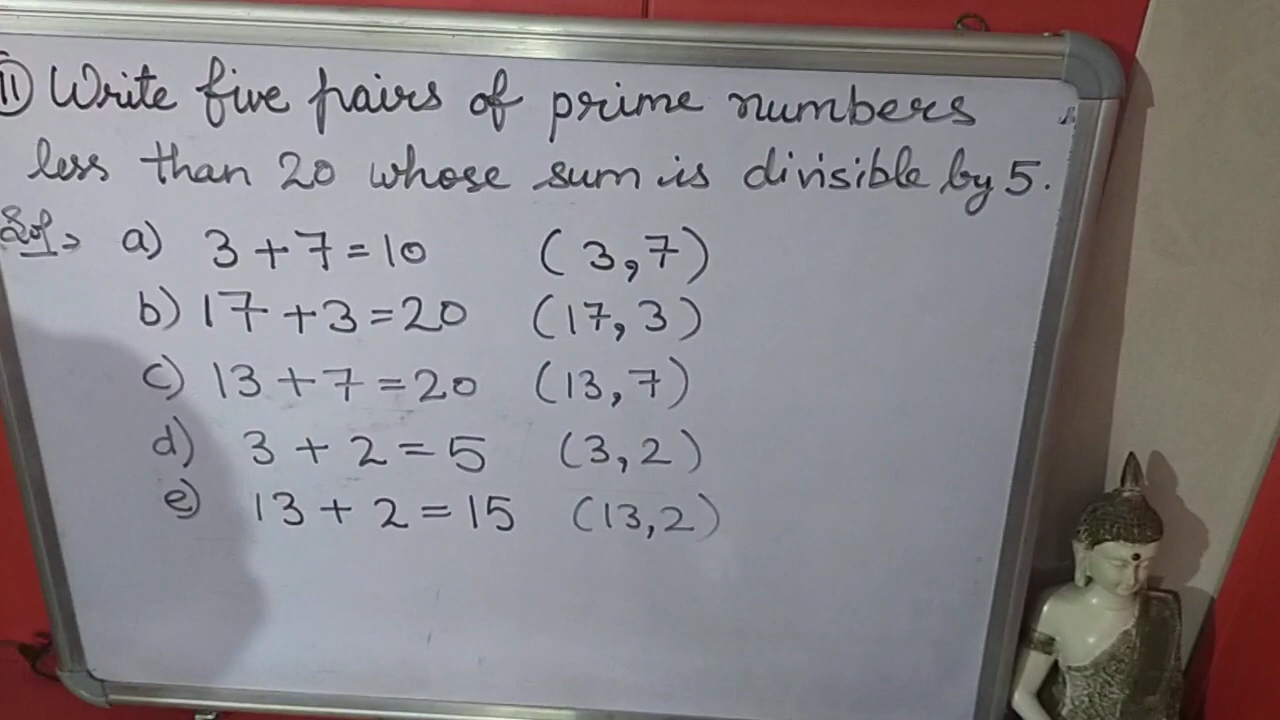 11) Write five pairs of prime numbers
less than 20 whose sum is divisible by 5.
Sol> a) 3+7=10 (3,7)
b) 17+3=20 (17,3)
c) 13+7=20 (13,7)
d) 3+2=5 (3,2)
e) 13+2=15 (13,2)